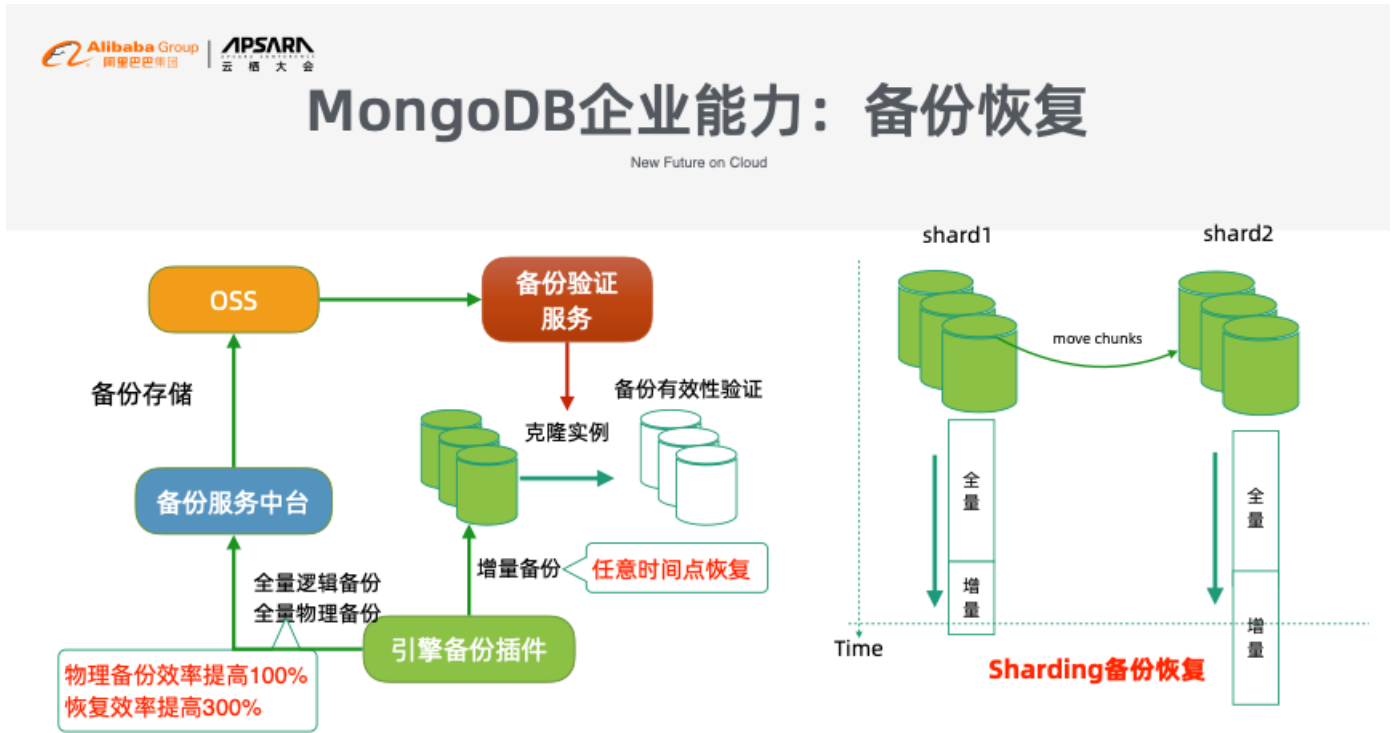 Alibaba Group
阿里巴巴集团
APSARA
云栖大会
MongoDB企业能力：备份恢复
New Future on Cloud
OSS
备份验证
服务
备份存储
备份有效性验证
克隆实例
备份服务中台
增量备份
任意时间点恢复
全量逻辑备份
全量物理备份
引擎备份插件
物理备份效率提高100%
恢复效率提高300%
shard1
shard2
move chunks
全
量
增
量
全
量
增
量
Time
Sharding备份恢复